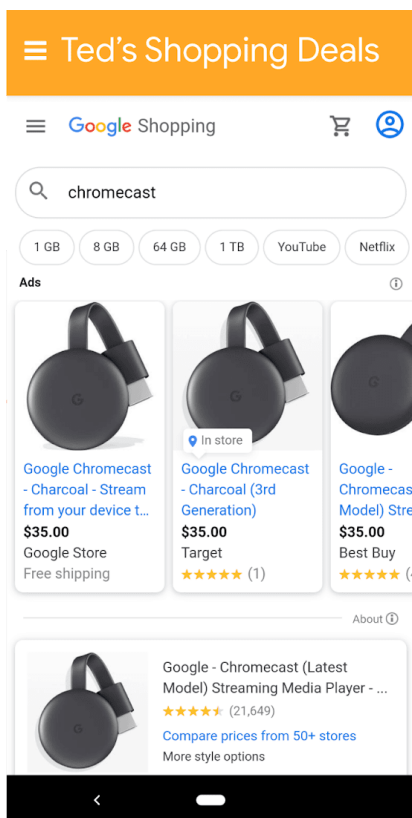 Ted's Shopping Deals
Google Shopping
chromecast
1 GB
8 GB
64 GB
1 TB
YouTube
Netflix
Ads
In store
Google Chromecast
- Charcoal - Stream
from your device t...
$35.00
Google Store
Free shipping
Google Chromecast
- Charcoal (3rd
Generation)
$35.00
Target
(1)
Google -
Chromecas
Model) Stre
$35.00
Best Buy
About
Google - Chromecast (Latest
Model) Streaming Media Player - ...
(21,649)
Compare prices from 50+ stores
More style options